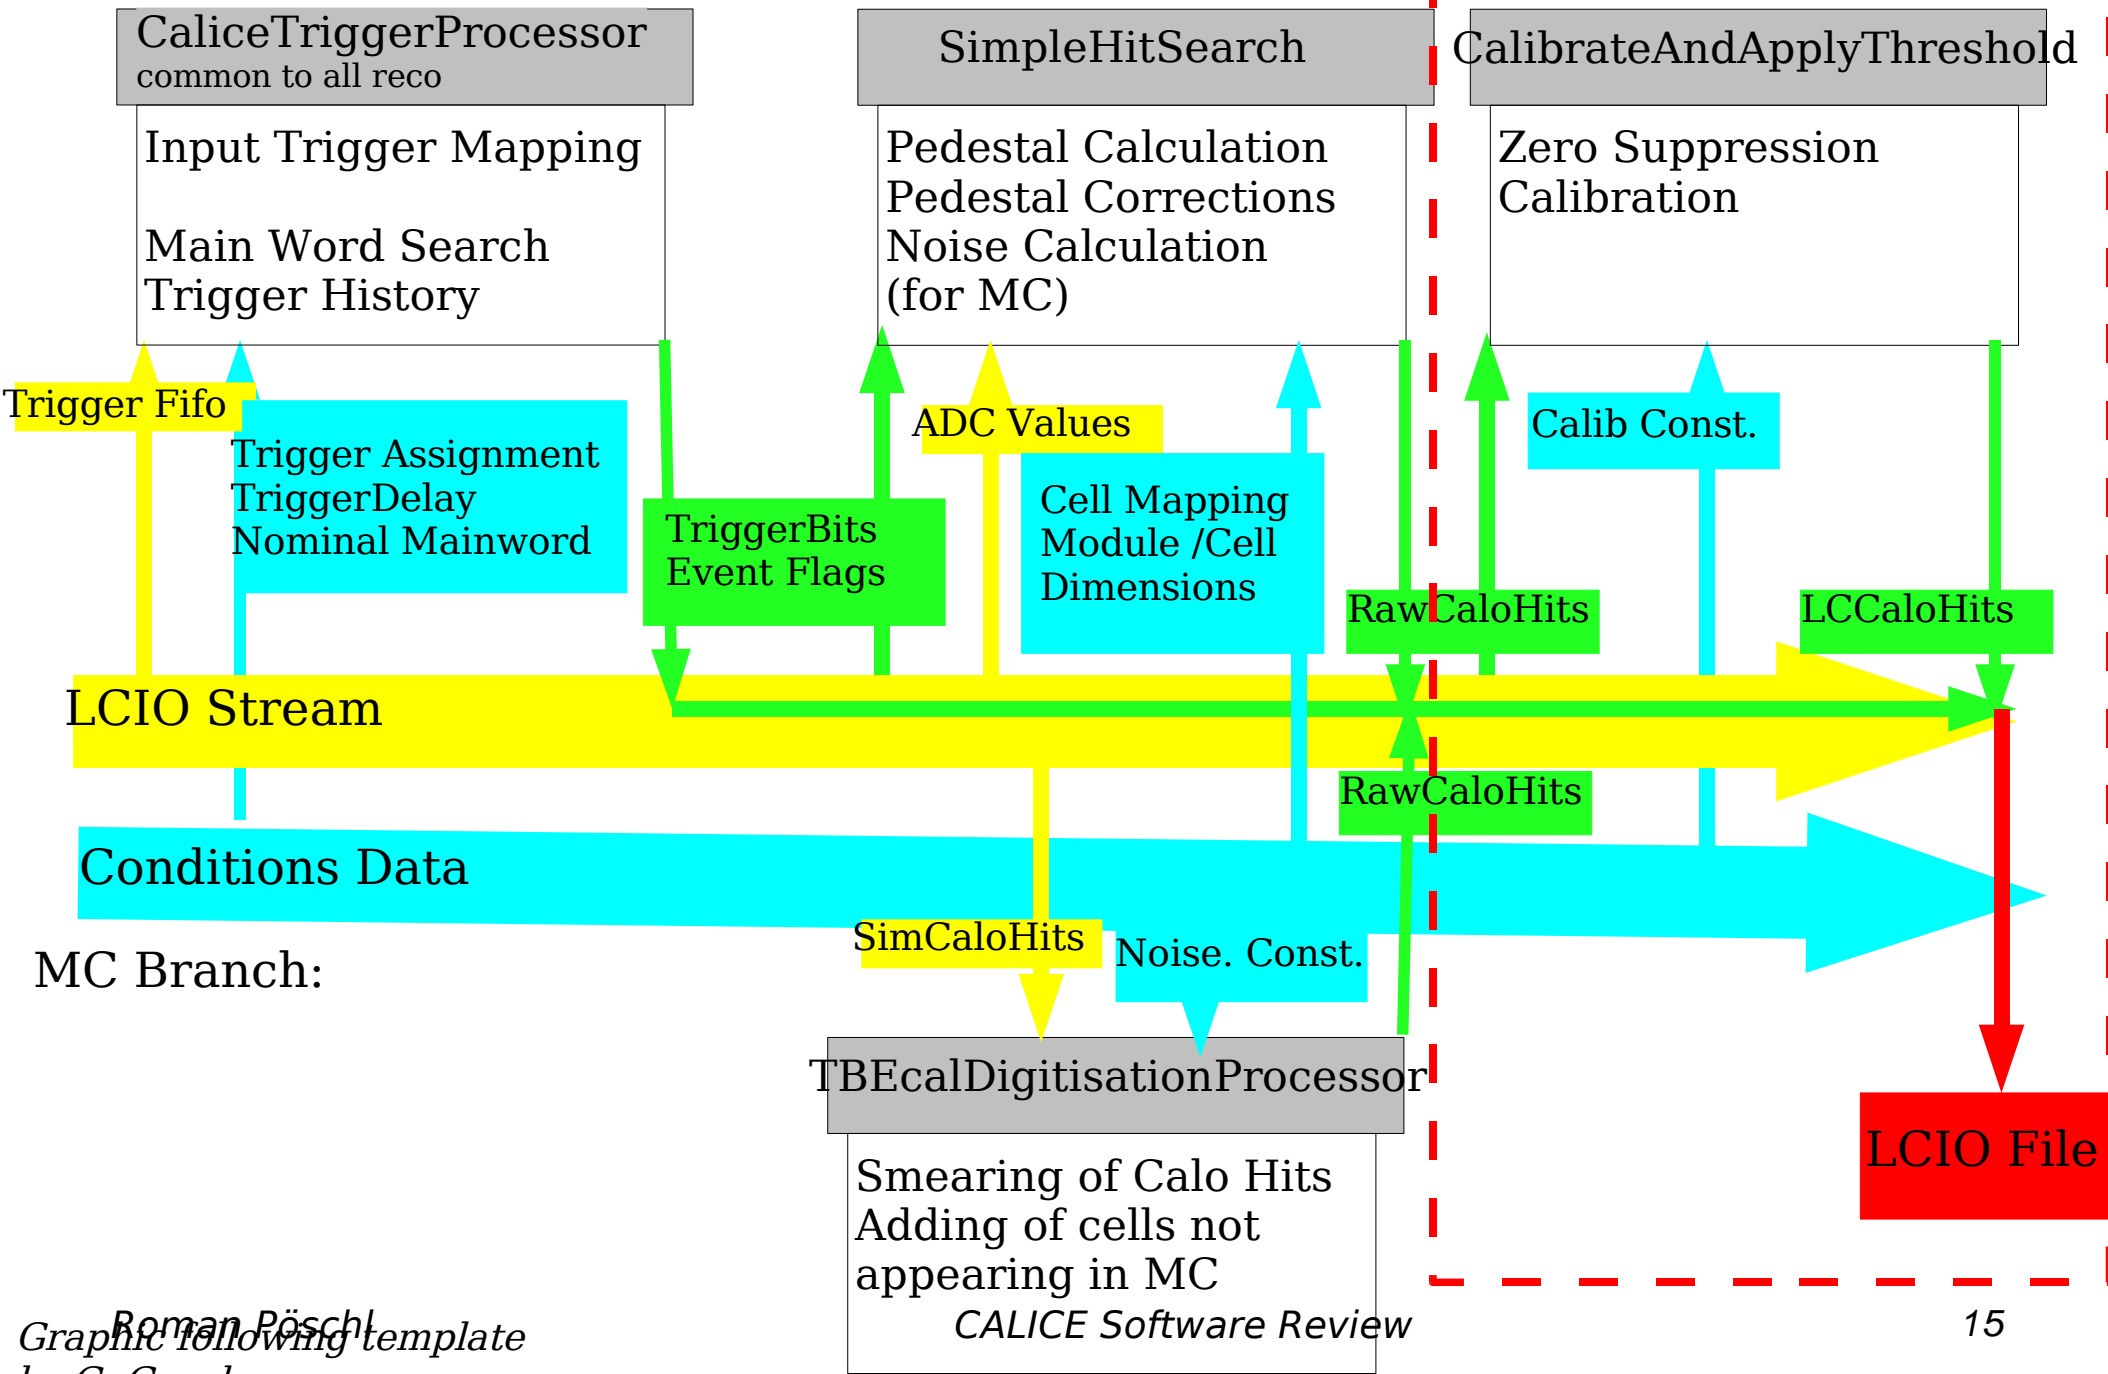 CaliceTriggerProcessor
common to all reco
Input Trigger Mapping
Main Word Search
Trigger History
SimpleHitSearch
Pedestal Calculation
Pedestal Corrections
Noise Calculation
(for MC)
CalibrateAndApplyThreshold
Zero Suppression
Calibration
Trigger Fifo
Trigger Assignment
TriggerDelay
Nominal Mainword
TriggerBits
Event Flags
ADC Values
Cell Mapping
Module /Cell
Dimensions
RawCaloHits
Calib Const.
LCCaloHits
LCIO Stream
RawCaloHits
Conditions Data
SimCaloHits
Noise. Const.
MC Branch:
TBEcalDigitisationProcessor
Smearing of Calo Hits
Adding of cells not
appearing in MC
LCIO File
Roman Pöschl
CALICE Software Review
15
Graphic following template